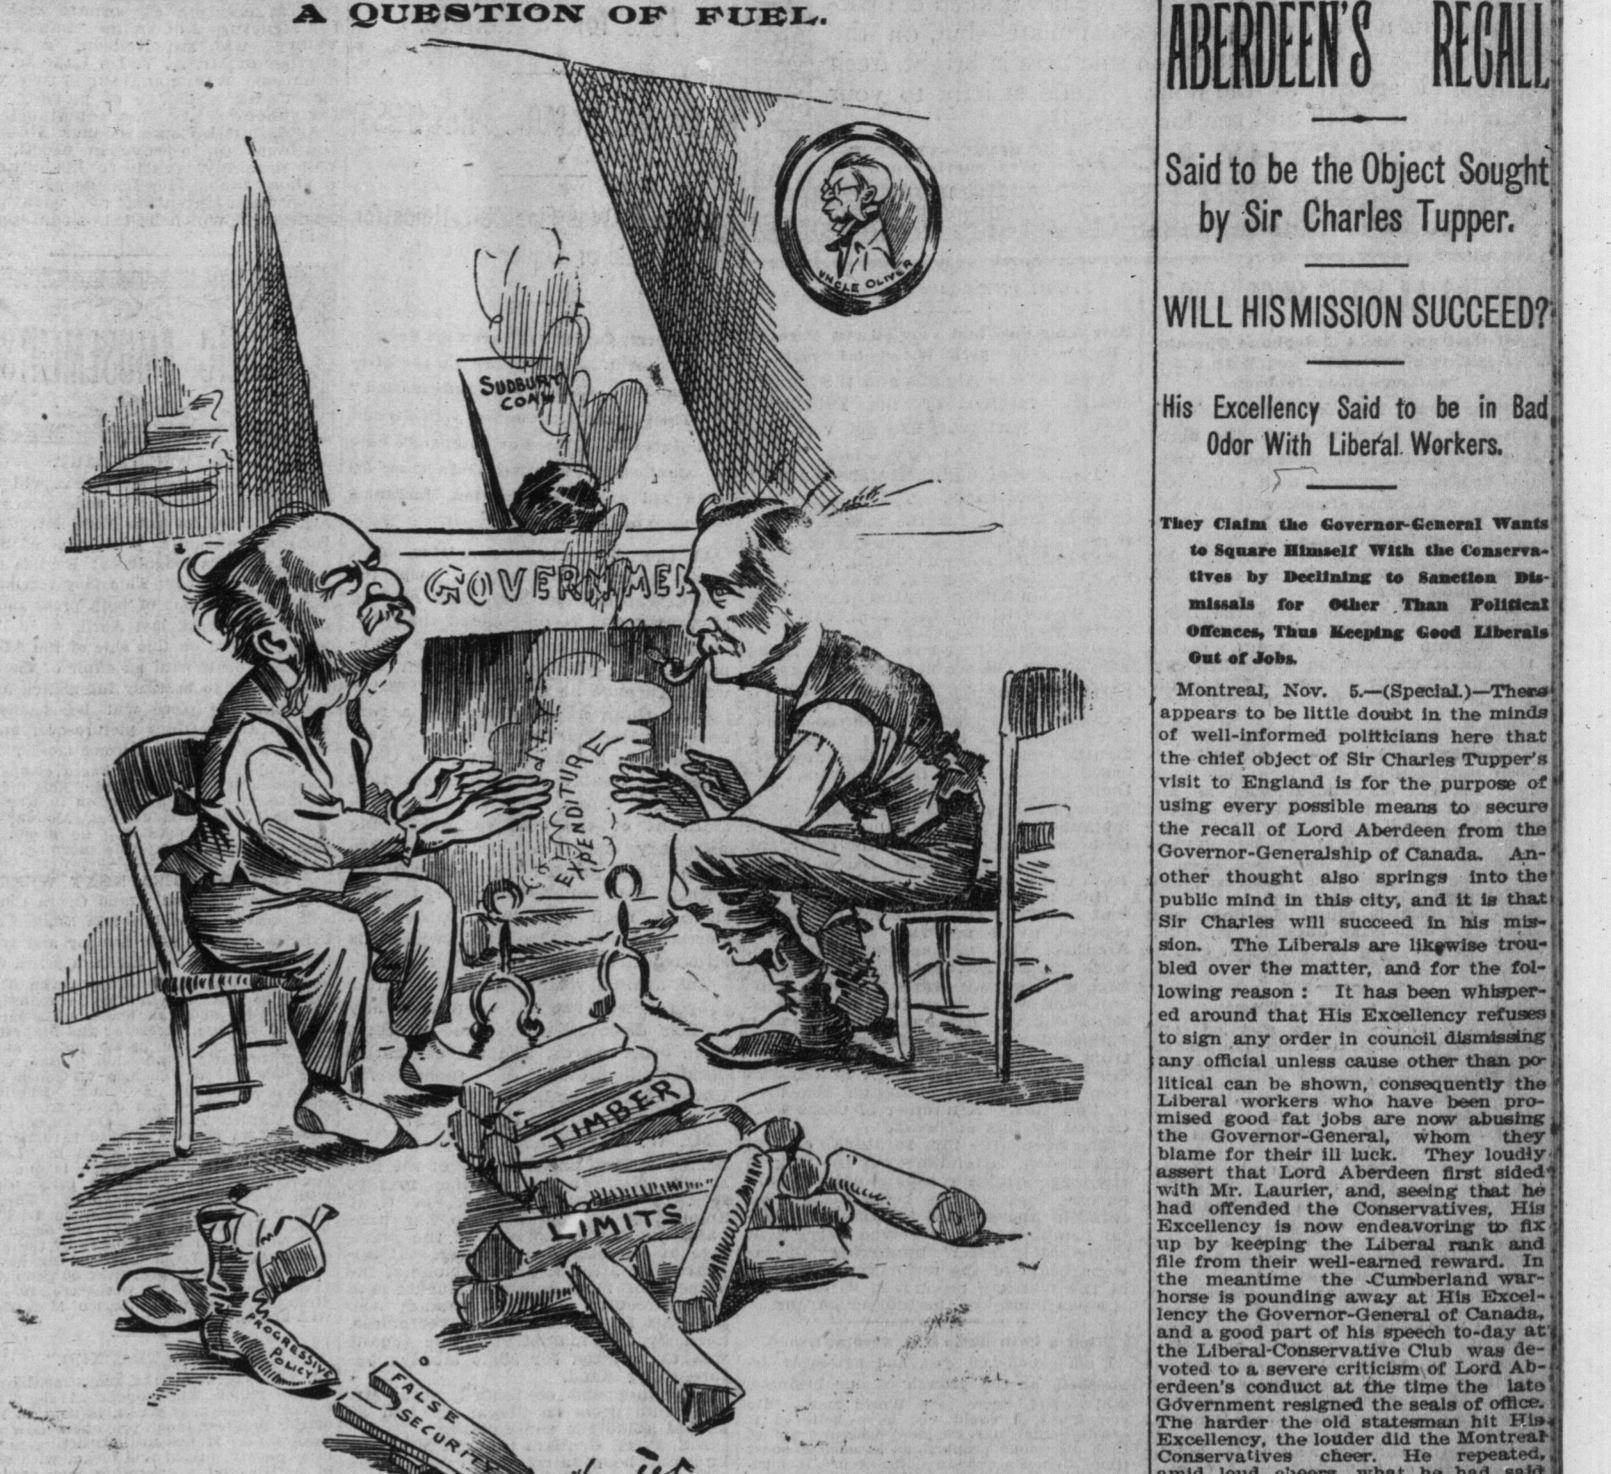 A QUESTION OF FUEL.
UNCLE OLIVER
SUDBURY
COAL
GOVERNMEN
EXPENDITURE
TIMBER
LIMITS
PROGRESSIVE
POLICY
FALSE
SECURITY
ABERDEEN'S RECALL
Said to be the Object Sought
by Sir Charles Tupper.
WILL HIS MISSION SUCCEED?
His Excellency Said to be in Bad
Odor With Liberal Workers.
They Claim the Governor-General Wants
to Square Himself With the Conserva-
tives by Declining to Sanction Dis-
missals for Other Than Political
Offences, Thus Keeping Good Liberals
Out of Jobs.
Montreal, Nov. 5.—(Special.)—There
appears to be little doubt in the minds
of well-informed politicians here that
the chief object of Sir Charles Tupper's
visit to England is for the purpose of
using every possible means to secure
the recall of Lord Aberdeen from the
Governor-Generalship of Canada. An-
other thought also springs into the
public mind in this city, and it is that
Sir Charles will succeed in his mis-
sion. The Liberals are likewise trou-
bled over the matter, and for the fol-
lowing reason: It has been whisper-
ed around that His Excellency refuses
to sign any order in council dismissing
any official unless cause other than po-
litical can be shown, consequently the
Liberal workers who have been pro-
mised good fat jobs are now abusing
the Governor-General, whom they
blame for their ill luck. They loudly
assert that Lord Aberdeen first sided
with Mr. Laurier, and, seeing that he
had offended the Conservatives, His
Excellency is now endeavoring to fix
up by keeping the Liberal rank and
file from their well-earned reward. In
the meantime the Cumberland war-
horse is pounding away at His Excel-
lency the Governor-General of Canada,
and a good part of his speech to-day at
the Liberal-Conservative Club was de-
voted to a severe criticism of Lord Ab-
erdeen's conduct at the time the late
Government resigned the seals of office.
The harder the old statesman hit His
Excellency, the louder did the Montreal
Conservatives cheer. He repeated,
amid loud cheers, what he had said